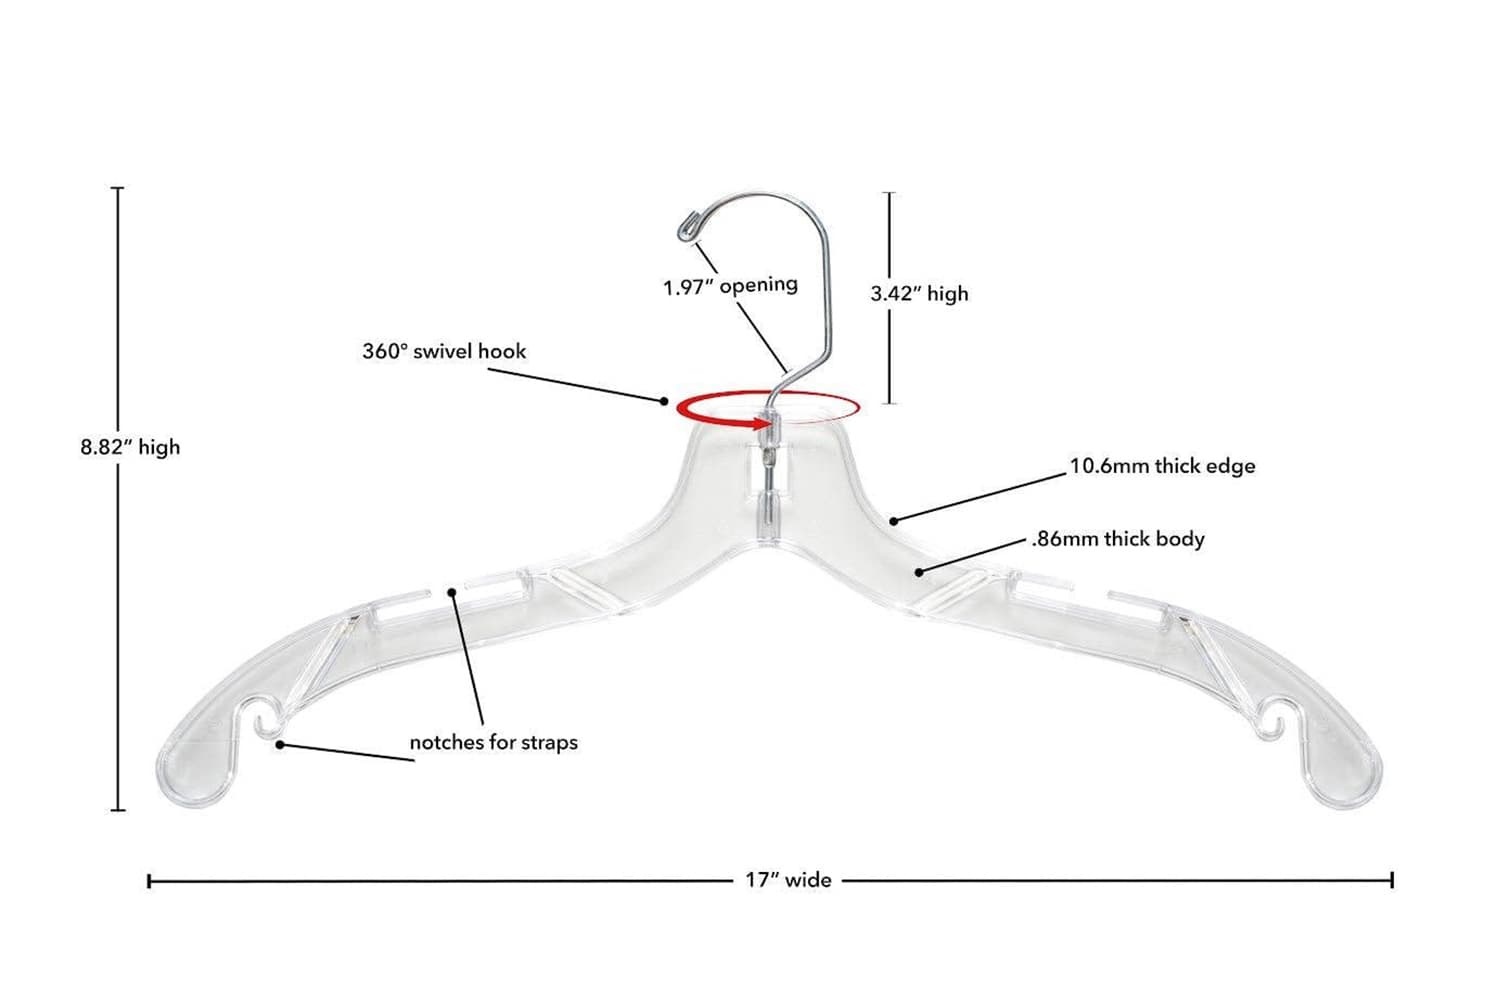 1.97” opening
3.42” high
360° swivel hook
8.82” high
10.6mm thick edge
.86mm thick body
notches for straps
17” wide